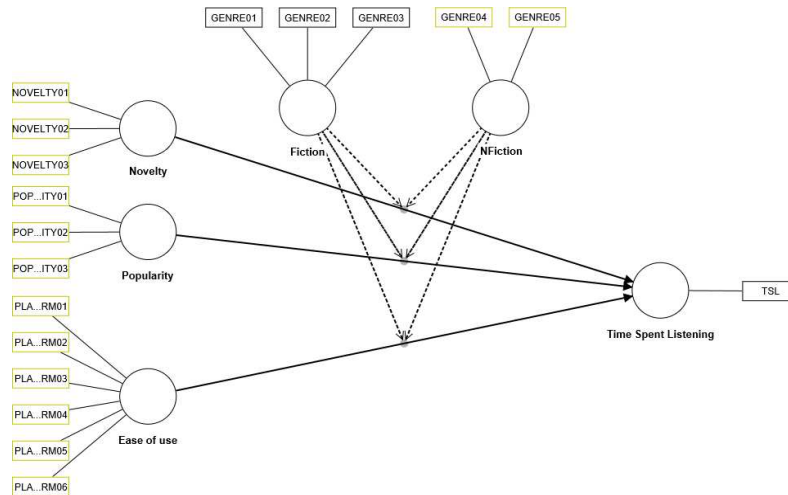 GENRE01
GENRE02
GENRE03
GENRE04
GENRE05
NOVELTY01
NOVELTY02
NOVELTY03
Novelty
Fiction
NFiction
POP...ITY01
POP...ITY02
POP...ITY03
Popularity
PLA...RM01
PLA...RM02
PLA...RM03
PLA...RM04
PLA...RM05
PLA...RM06
Ease of use
TSL
Time Spent Listening